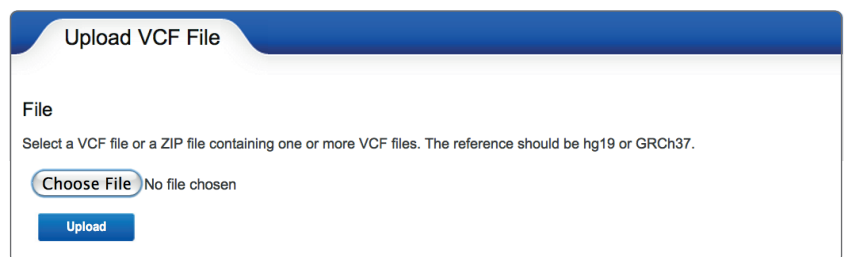 Upload VCF File
File
Select a VCF file or a ZIP file containing one or more VCF files. The reference should be hg19 or GRCh37.
Choose File No file chosen
Upload